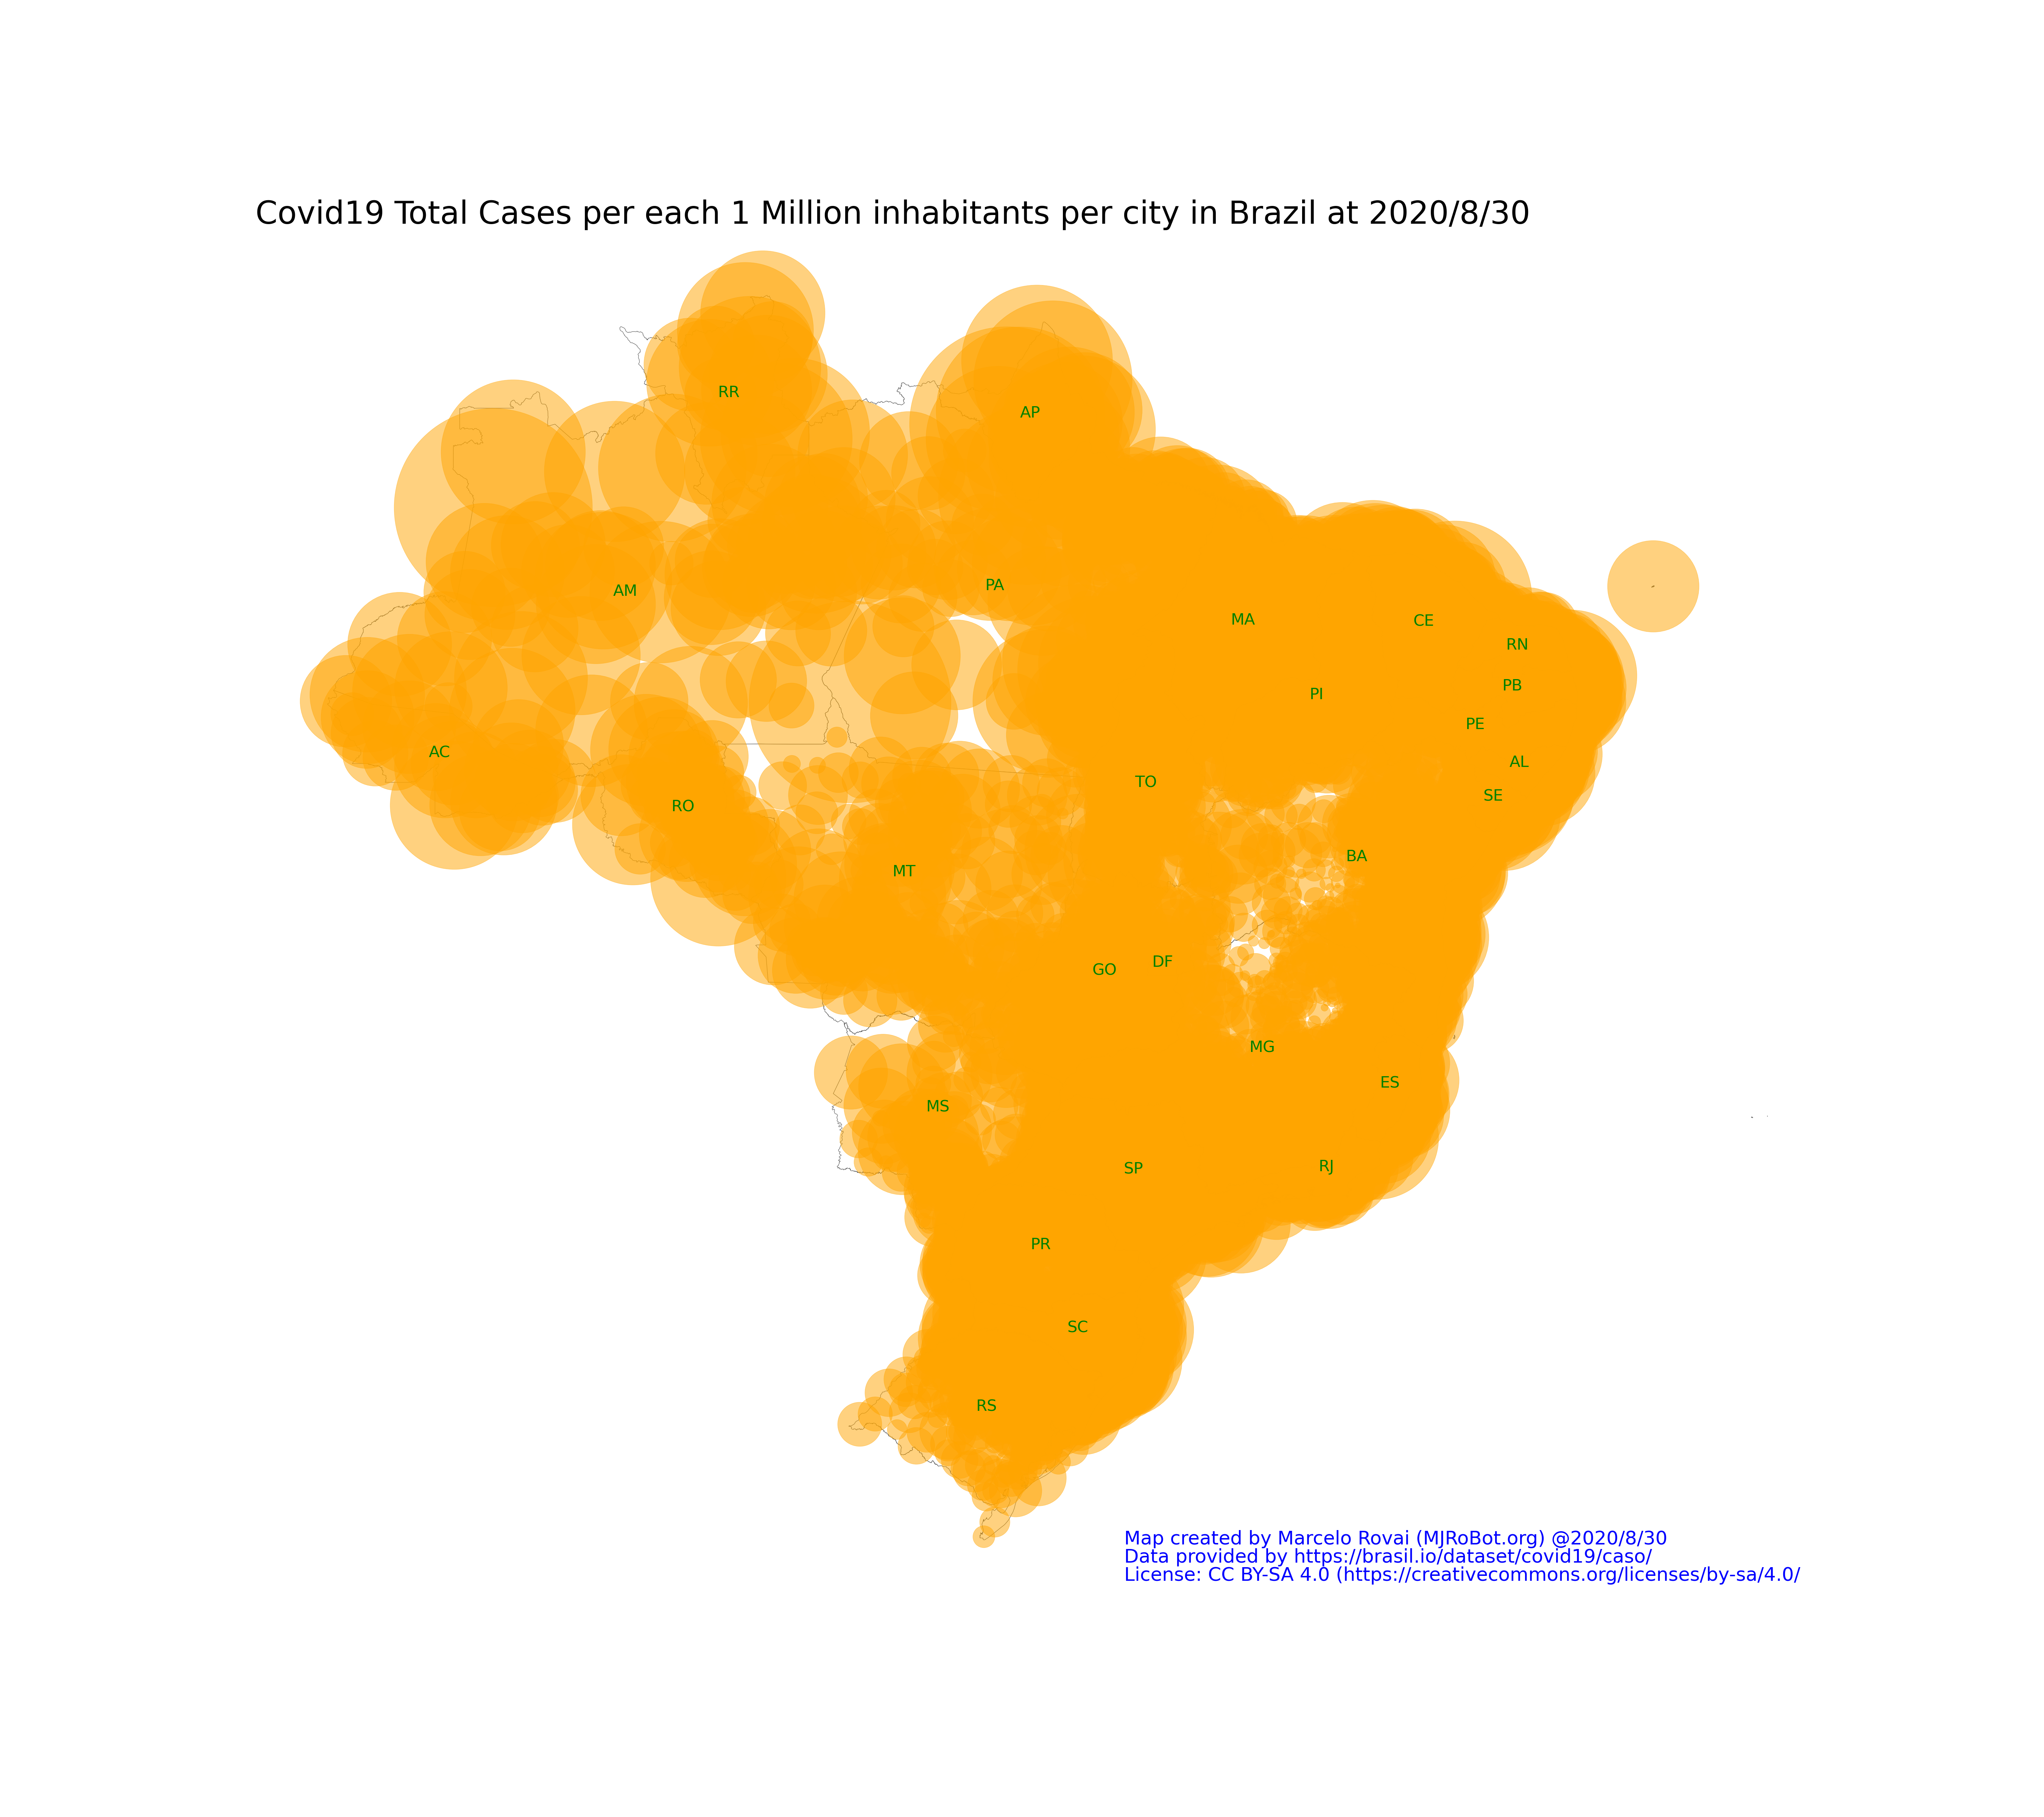 Covid19 Total Cases per each 1 Million inhabitants per city in Brazil at 2020/8/30
RR
AP
AM
PA
MA
CE
RN
PB
PI
PE
AC
AL
TO
SE
RO
BA
MT
DF
GO
MG
ES
MS
RJ
SP
PR
SC
RS
Map created by Marcelo Rovai (MJRoBot.org) @2020/8/30
Data provided by https://brasil.io/dataset/covid19/caso/
License: CC BY-SA 4.0 (https://creativecommons.org/licenses/by-sa/4.0/